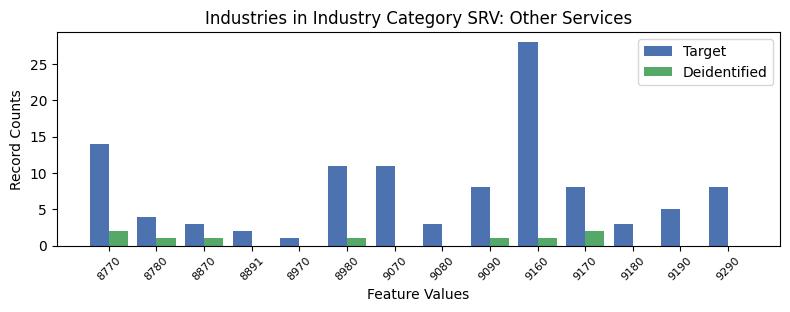 Industries in Industry Category SRV: Other Services
Target
Deidentified
Record Counts
25
20
15
10
5
0
8770 8780 8870 8891 8970 8980 9070 9080 9090 9160 9170 9180 9190 9290
Feature Values